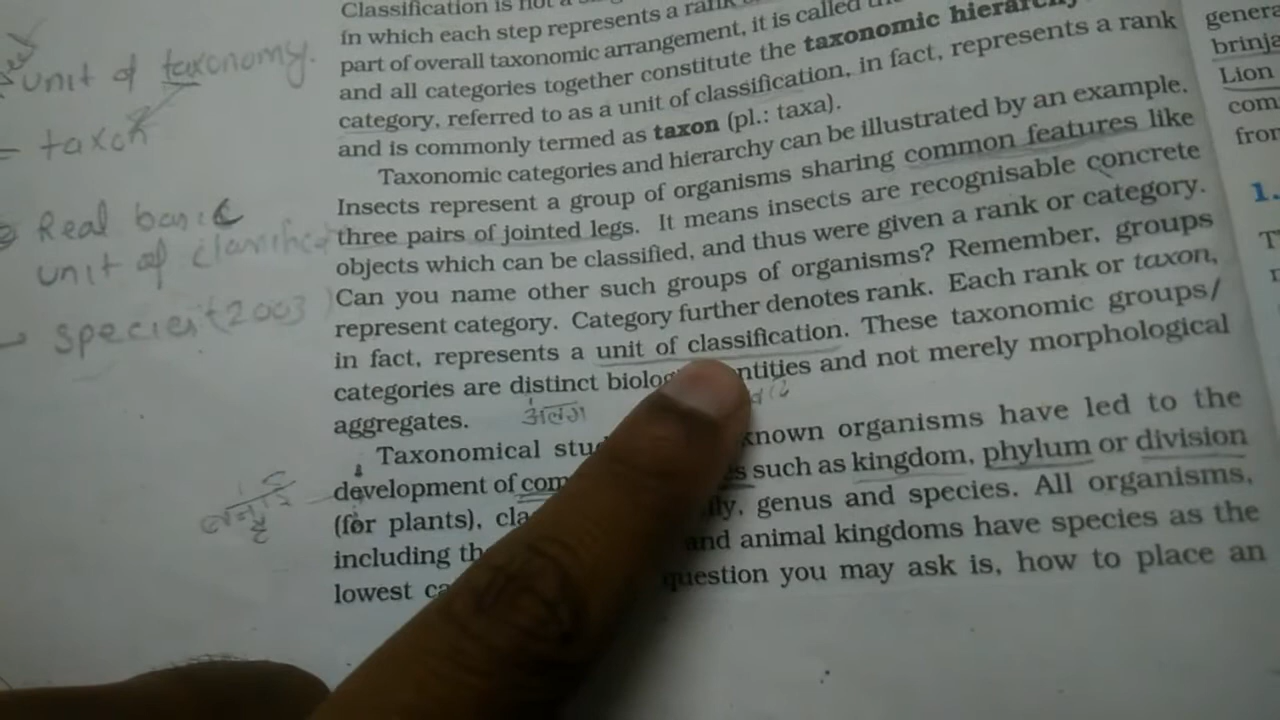 Classification is not a
in which each step represents a rank
part of overall taxonomic arrangement, it is called
and all categories together constitute the taxonomic hierarchy
category, referred to as a unit of classification, in fact, represents a rank
and is commonly termed as taxon (pl.: taxa).
Taxonomic categories and hierarchy can be illustrated by an example.
Insects represent a group of organisms sharing common features like
three pairs of jointed legs. It means insects are recognisable concrete
objects which can be classified, and thus were given a rank or category.
Can you name other such groups of organisms? Remember, groups
represent category. Category further denotes rank. Each rank or taxon,
in fact, represents a unit of classification. These taxonomic groups/
categories are distinct biolog ntities and not merely morphological
aggregates.
अलग
Taxonomical stud known organisms have led to the
development of com es such as kingdom, phylum or division
(for plants), cla ily, genus and species. All organisms,
including th and animal kingdoms have species as the
lowest ca question you may ask is, how to place an
unit of taxonomy.
taxon
Real basic
unit of
species (2003)
genera
brinja
Lion
com
from
1.